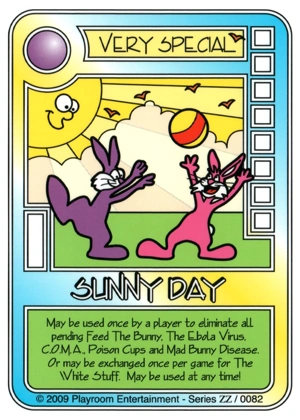 VERY SPECIAL
SUNNY DAY
May be used once by a player to eliminate all
pending Feed The Bunny, The Ebola Virus,
C.O.M.A., Poison Cups and Mad Bunny Disease.
Or may be exchanged once per game for The
White Stuff. May be used at any time!
© 2009 Playroom Entertainment - Series ZZ / 0082